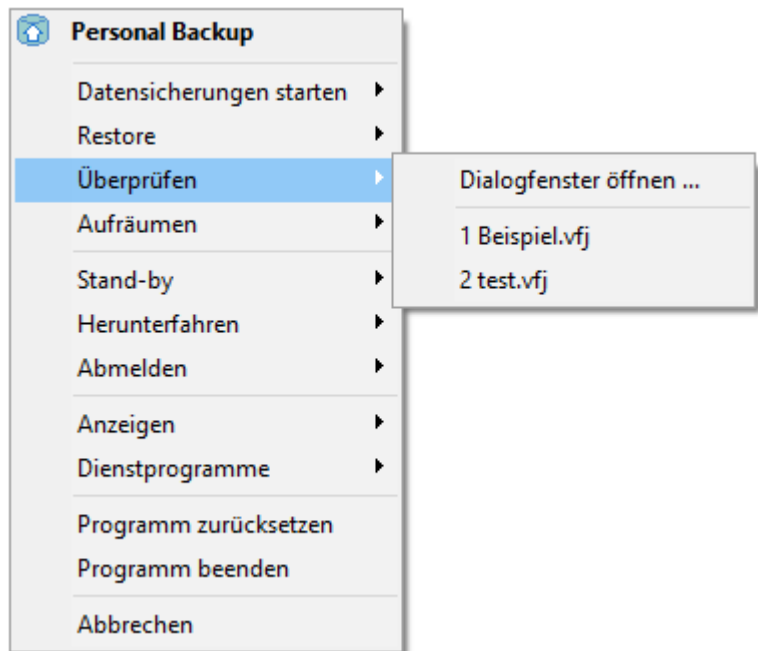 Personal Backup
Datensicherungen starten
Restore
Überprüfen
Dialogfenster öffnen ...
1 Beispiel.vfj
2 test.vfj
Aufräumen
Stand-by
Herunterfahren
Abmelden
Anzeigen
Dienstprogramme
Programm zurücksetzen
Programm beenden
Abbrechen